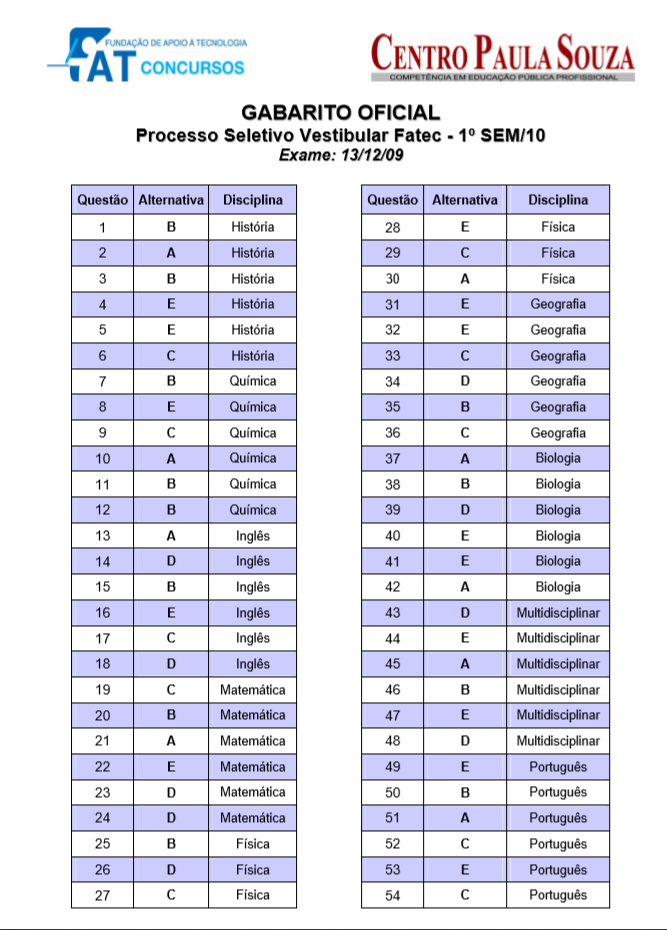 FUNDAÇÃO DE APOIO À TECNOLOGIA
FAT CONCURSOS
CENTRO PAULA SOUZA
COMPETÊNCIA EM EDUCAÇÃO PÚBLICA PROFISSIONAL
GABARITO OFICIAL
Processo Seletivo Vestibular Fatec - 1º SEM/10
Exame: 13/12/09
Questão Alternativa Disciplina
1 B História
2 A História
3 B História
4 E História
5 E História
6 C História
7 B Química
8 E Química
9 C Química
10 A Química
11 B Química
12 B Química
13 A Inglês
14 D Inglês
15 B Inglês
16 E Inglês
17 C Inglês
18 D Inglês
19 C Matemática
20 B Matemática
21 A Matemática
22 E Matemática
23 D Matemática
24 D Matemática
25 B Física
26 D Física
27 C Física
Questão Alternativa Disciplina
28 E Física
29 C Física
30 A Física
31 E Geografia
32 E Geografia
33 C Geografia
34 D Geografia
35 B Geografia
36 C Geografia
37 A Biologia
38 B Biologia
39 D Biologia
40 E Biologia
41 E Biologia
42 A Biologia
43 D Multidisciplinar
44 E Multidisciplinar
45 A Multidisciplinar
46 B Multidisciplinar
47 E Multidisciplinar
48 D Multidisciplinar
49 E Português
50 B Português
51 A Português
52 C Português
53 E Português
54 C Português